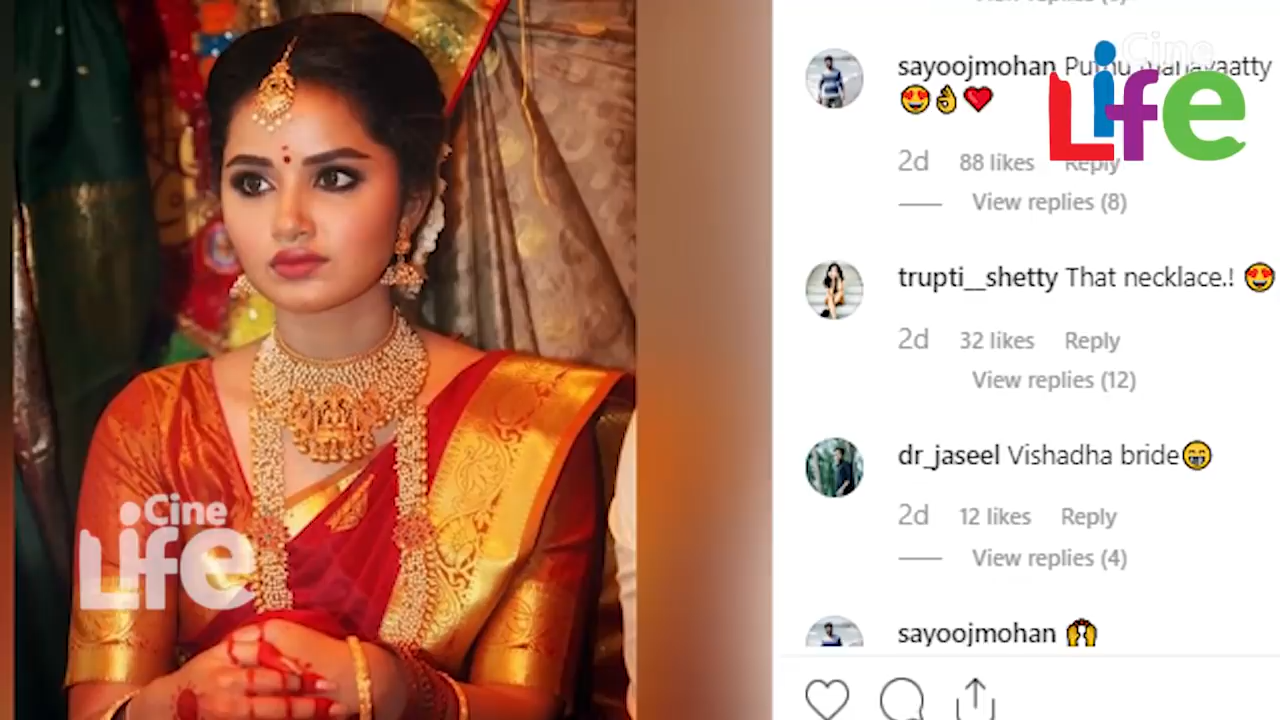 Cine
Life
sayoojmohan
2d 88 likes Reply
View replies (8)
trupti__shetty That necklace.! 😍
2d 32 likes Reply
View replies (12)
dr_jaseel Vishadha bride😁
2d 12 likes Reply
View replies (4)
sayoojmohan 🙌
Cine
Life